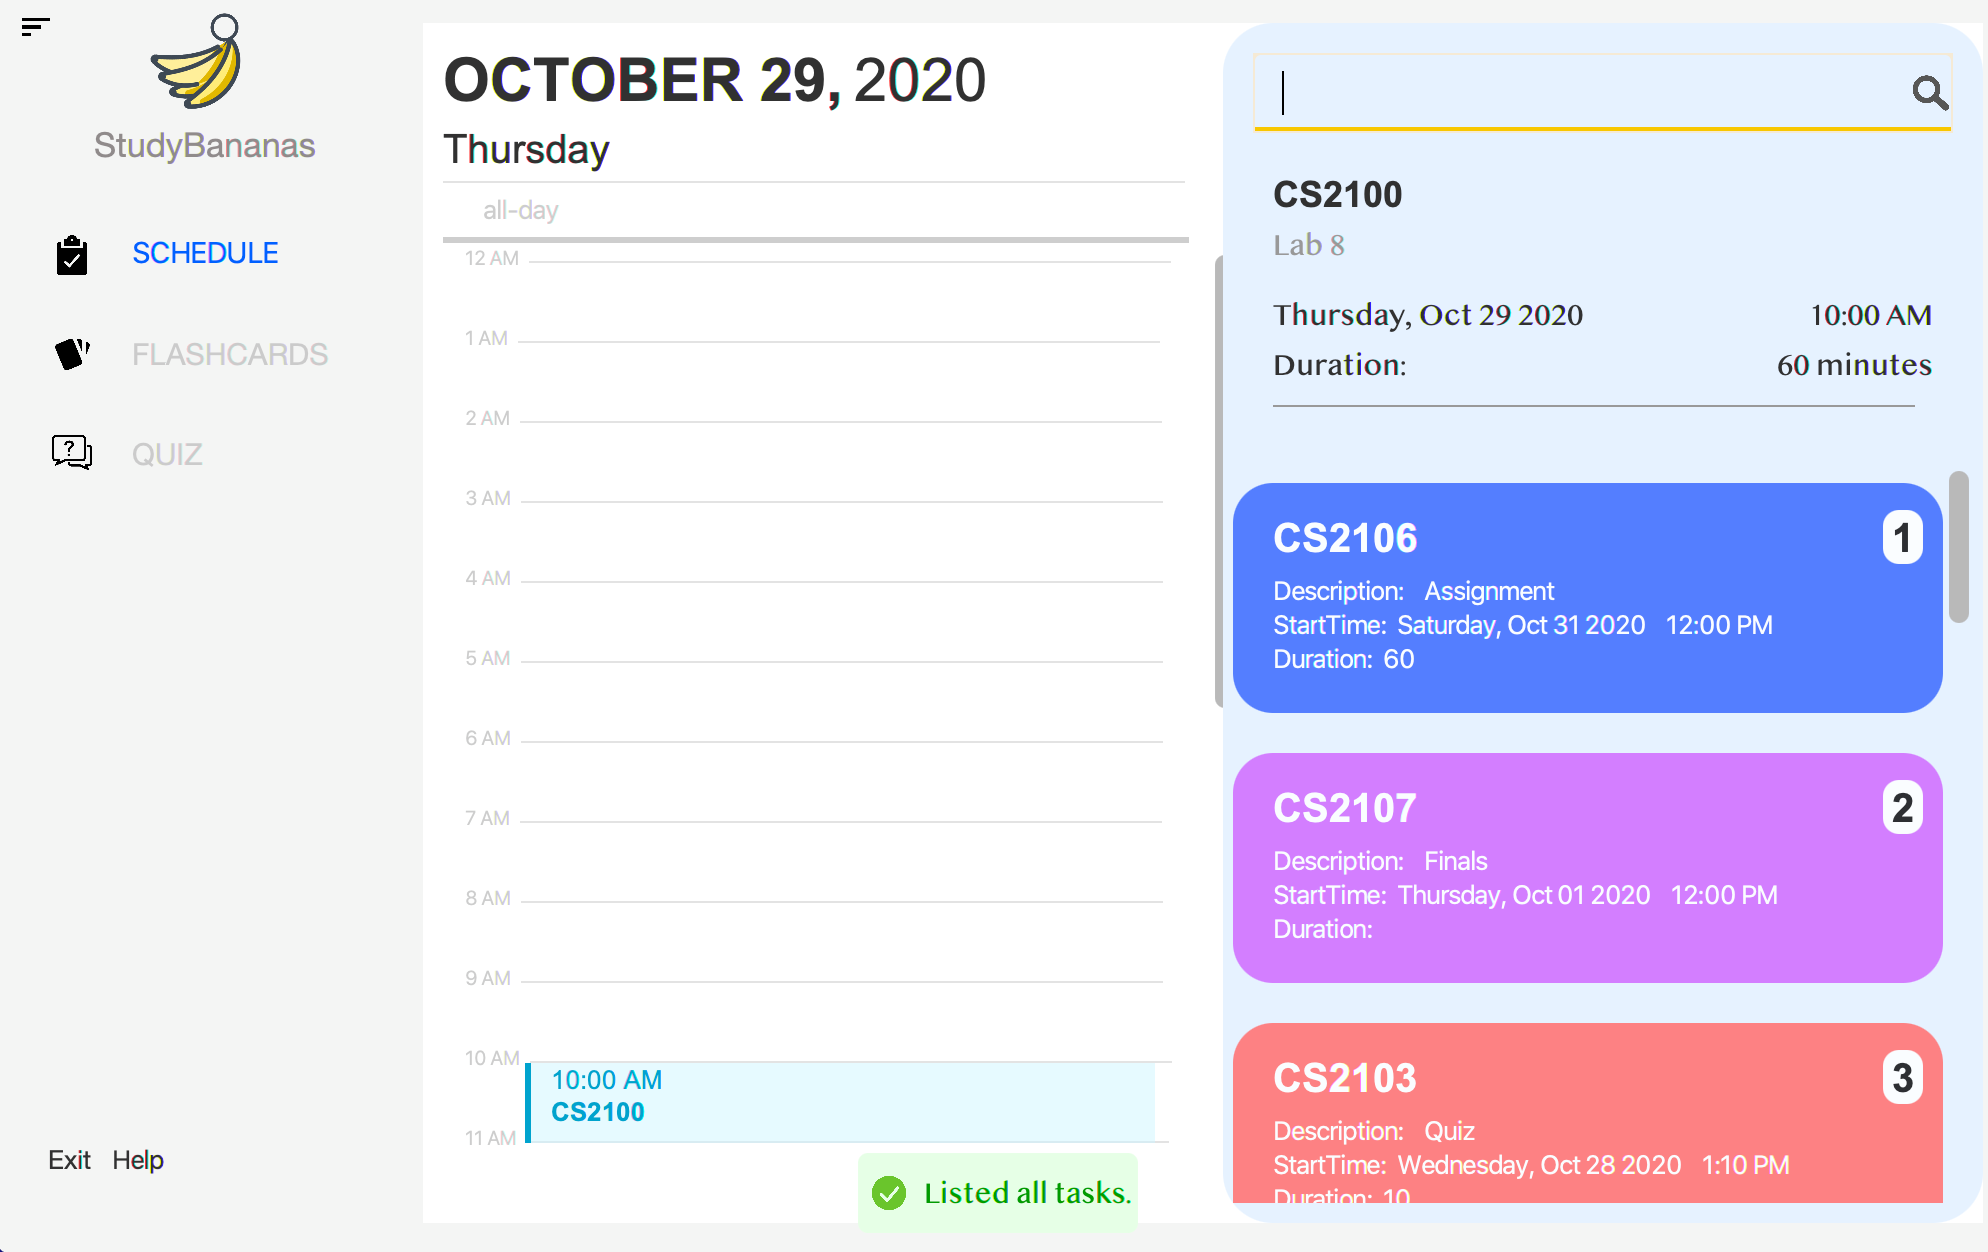 StudyBananas
SCHEDULE
FLASHCARDS
QUIZ
Exit Help
OCTOBER 29, 2020
Thursday
all-day
12 AM
1 AM
2 AM
3 AM
4 AM
5 AM
6 AM
7 AM
8 AM
9 AM
10 AM
10:00 AM
CS2100
11 AM
Listed all tasks.
CS2100
Lab 8
Thursday, Oct 29 2020 10:00 AM
Duration: 60 minutes
CS2106 1
Description: Assignment
StartTime: Saturday, Oct 31 2020 12:00 PM
Duration: 60
CS2107 2
Description: Finals
StartTime: Thursday, Oct 01 2020 12:00 PM
Duration:
CS2103 3
Description: Quiz
StartTime: Wednesday, Oct 28 2020 1:10 PM
Duration: 10